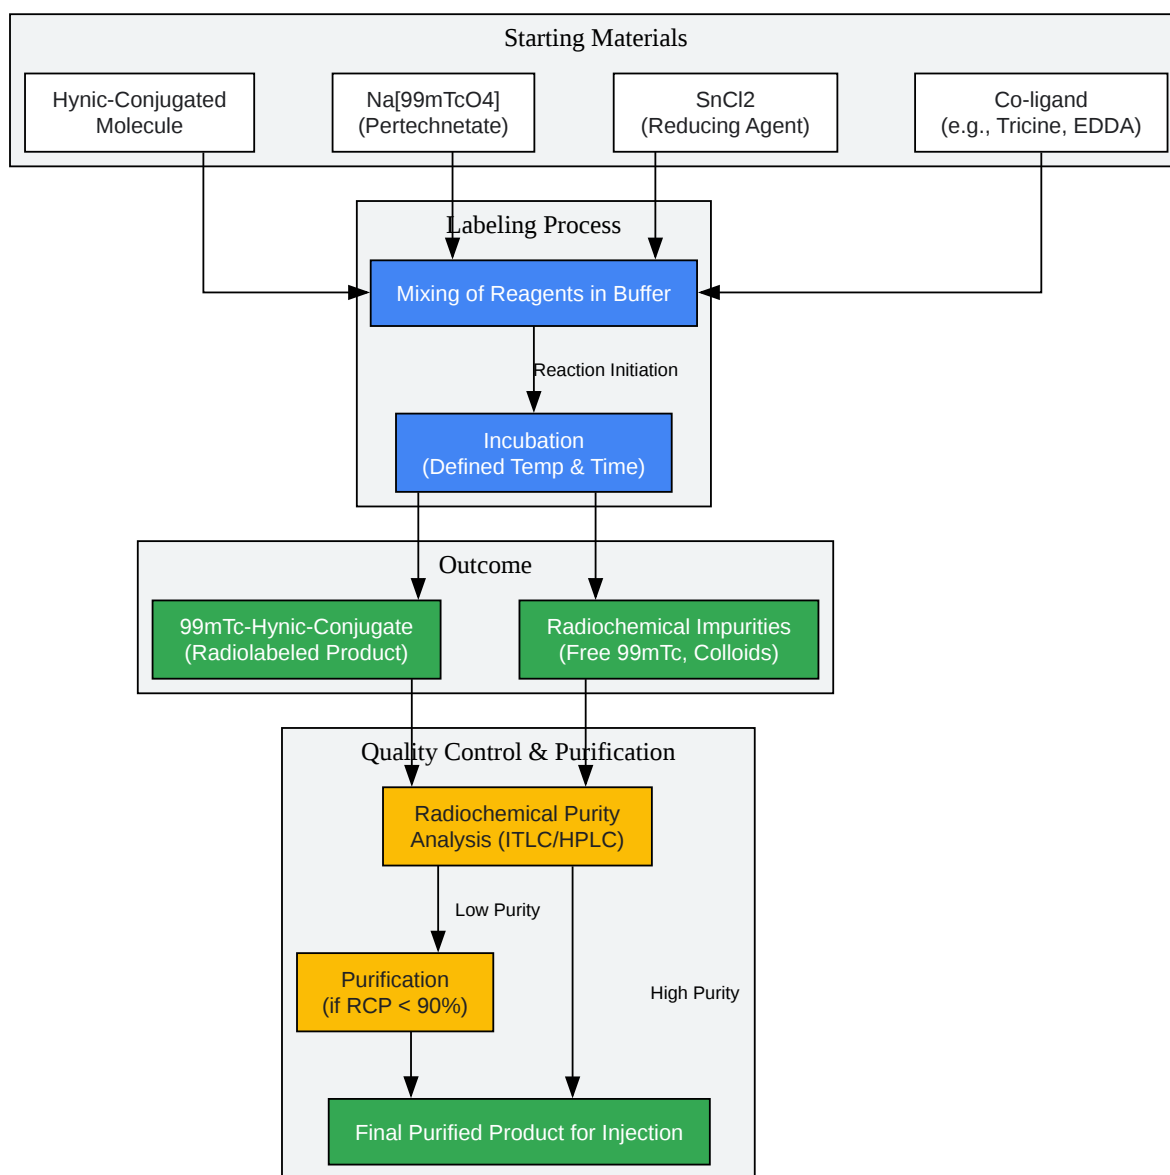 Starting Materials
Hynic-Conjugated
Molecule
Na[99mTcO4]
(Pertechnetate)
SnCl2
(Reducing Agent)
Co-ligand
(e.g., Tricine, EDDA)
Labeling Process
Mixing of Reagents in Buffer
Reaction Initiation
Incubation
(Defined Temp & Time)
Outcome
99mTc-Hynic-Conjugate
(Radiolabeled Product)
Radiochemical Impurities
(Free 99mTc, Colloids)
Quality Control & Purification
Radiochemical Purity
Analysis (ITLC/HPLC)
Low Purity
Purification
(if RCP < 90%)
High Purity
Final Purified Product for Injection